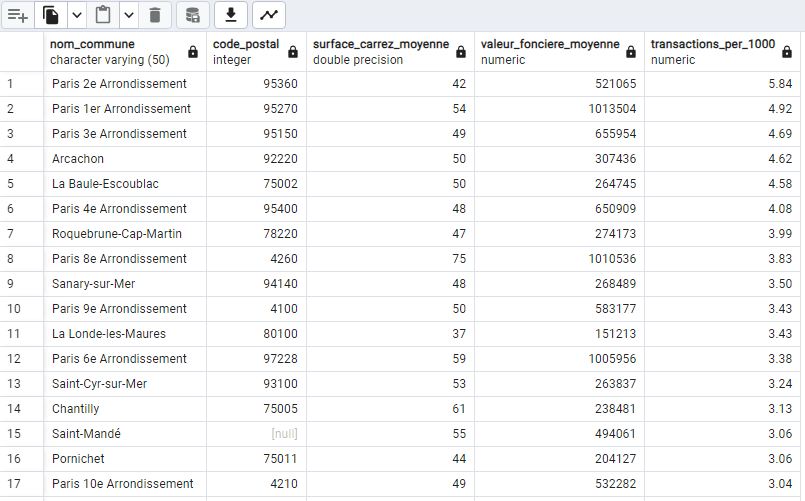 nom_commune code_postal surface_carrez_moyenne valeur_fonciere_moyenne transactions_per_1000
character varying (50) integer double precision numeric numeric
1 Paris 2e Arrondissement 95360 42 521065 5.84
2 Paris 1er Arrondissement 95270 54 1013504 4.92
3 Paris 3e Arrondissement 95150 49 655954 4.69
4 Arcachon 92220 50 307436 4.62
5 La Baule-Escoublac 75002 50 264745 4.58
6 Paris 4e Arrondissement 95400 48 650909 4.08
7 Roquebrune-Cap-Martin 78220 47 274173 3.99
8 Paris 8e Arrondissement 4260 75 1010536 3.83
9 Sanary-sur-Mer 94140 48 268489 3.50
10 Paris 9e Arrondissement 4100 50 583177 3.43
11 La Londe-les-Maures 80100 37 151213 3.43
12 Paris 6e Arrondissement 97228 59 1005956 3.38
13 Saint-Cyr-sur-Mer 93100 53 263837 3.24
14 Chantilly 75005 61 238481 3.13
15 Saint-Mandé [null] 55 494061 3.06
16 Pornichet 75011 44 204127 3.06
17 Paris 10e Arrondissement 4210 49 532282 3.04